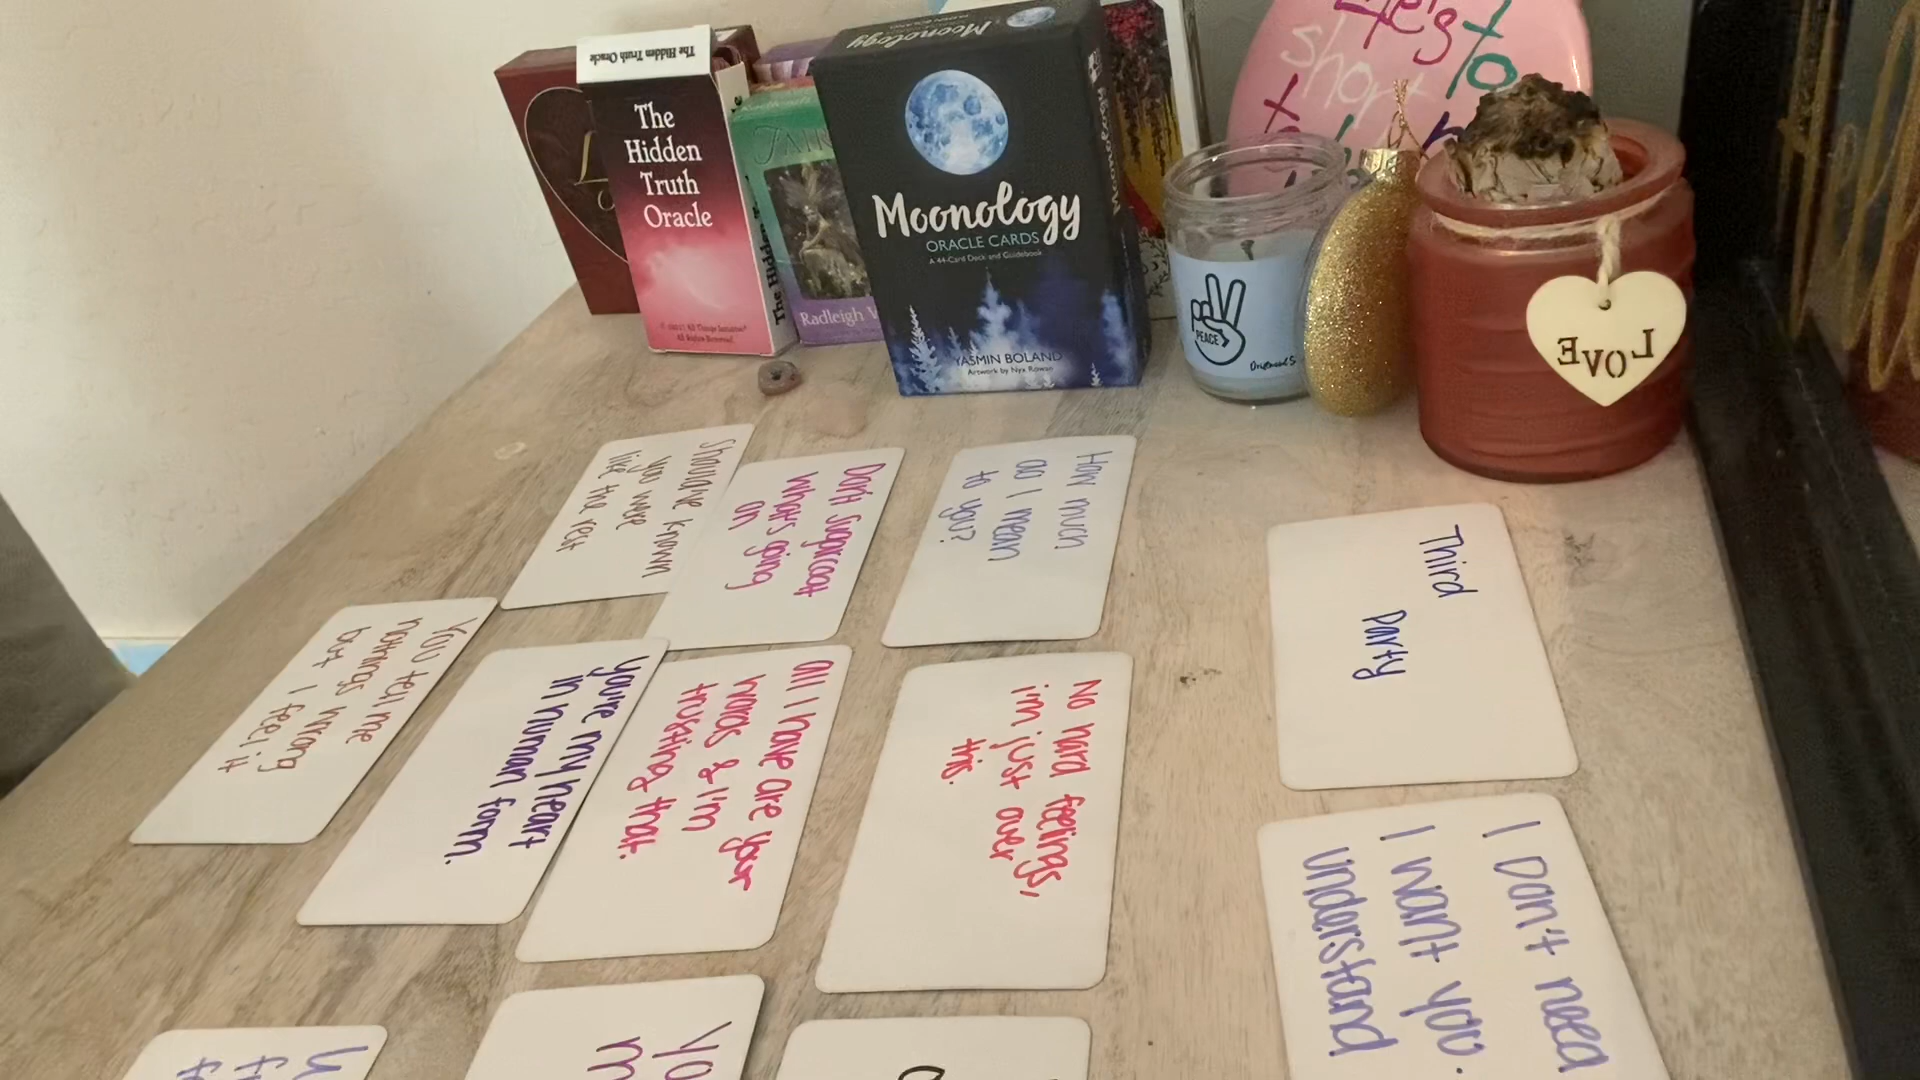 The Hidden Truth Oracle
The
Hidden
Truth
Oracle
Radleigh V
Moonology
Moonology
ORACLE CARDS
A 44-Card Deck and Guidebook
YASMIN BOLAND
Artwork by Nyx Rowan
Moonology
to
short
PEACE
LOVE
Should've known
you were
like the rest
Don't sugarcoat
what's going
on
How much
do I mean
to you?
Third
Party
You tell me
nothings wrong
but I feel it
you're my heart
in human form.
All I have are your
words & I'm
trusting that.
No hard feelings,
i'm just over
this.
I Don't need
I want you
understand